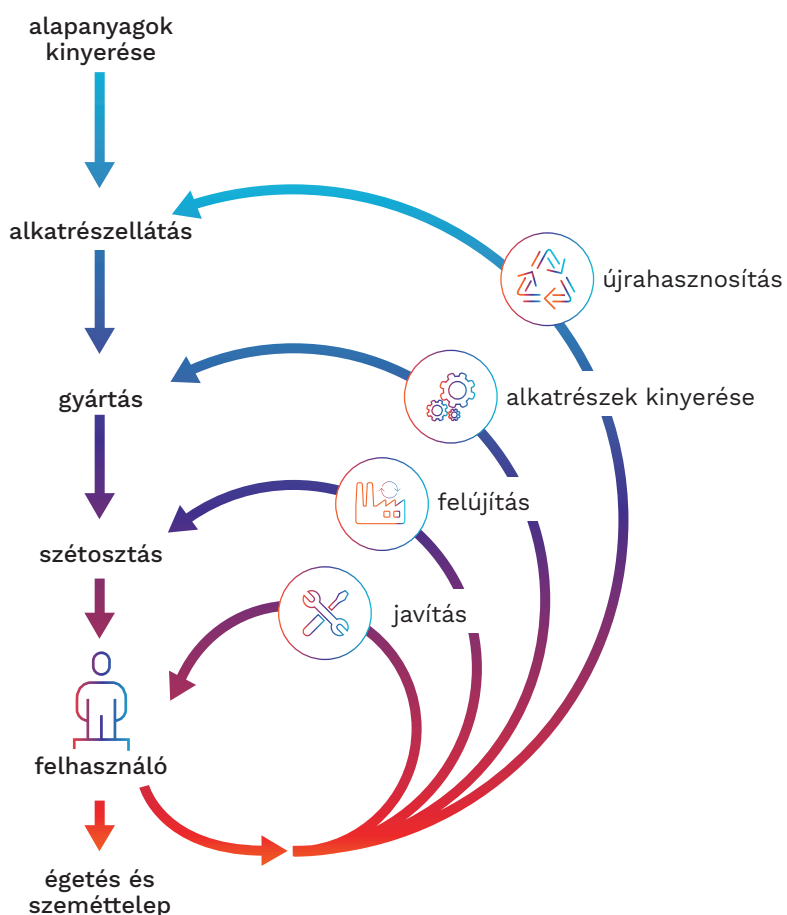 alapanyagok
kinyerése
alkatrészellátás
újrahasznosítás
gyártás
alkatrészek kinyerése
felújítás
szétosztás
javítás
felhasználó
égetés és
szeméttelep